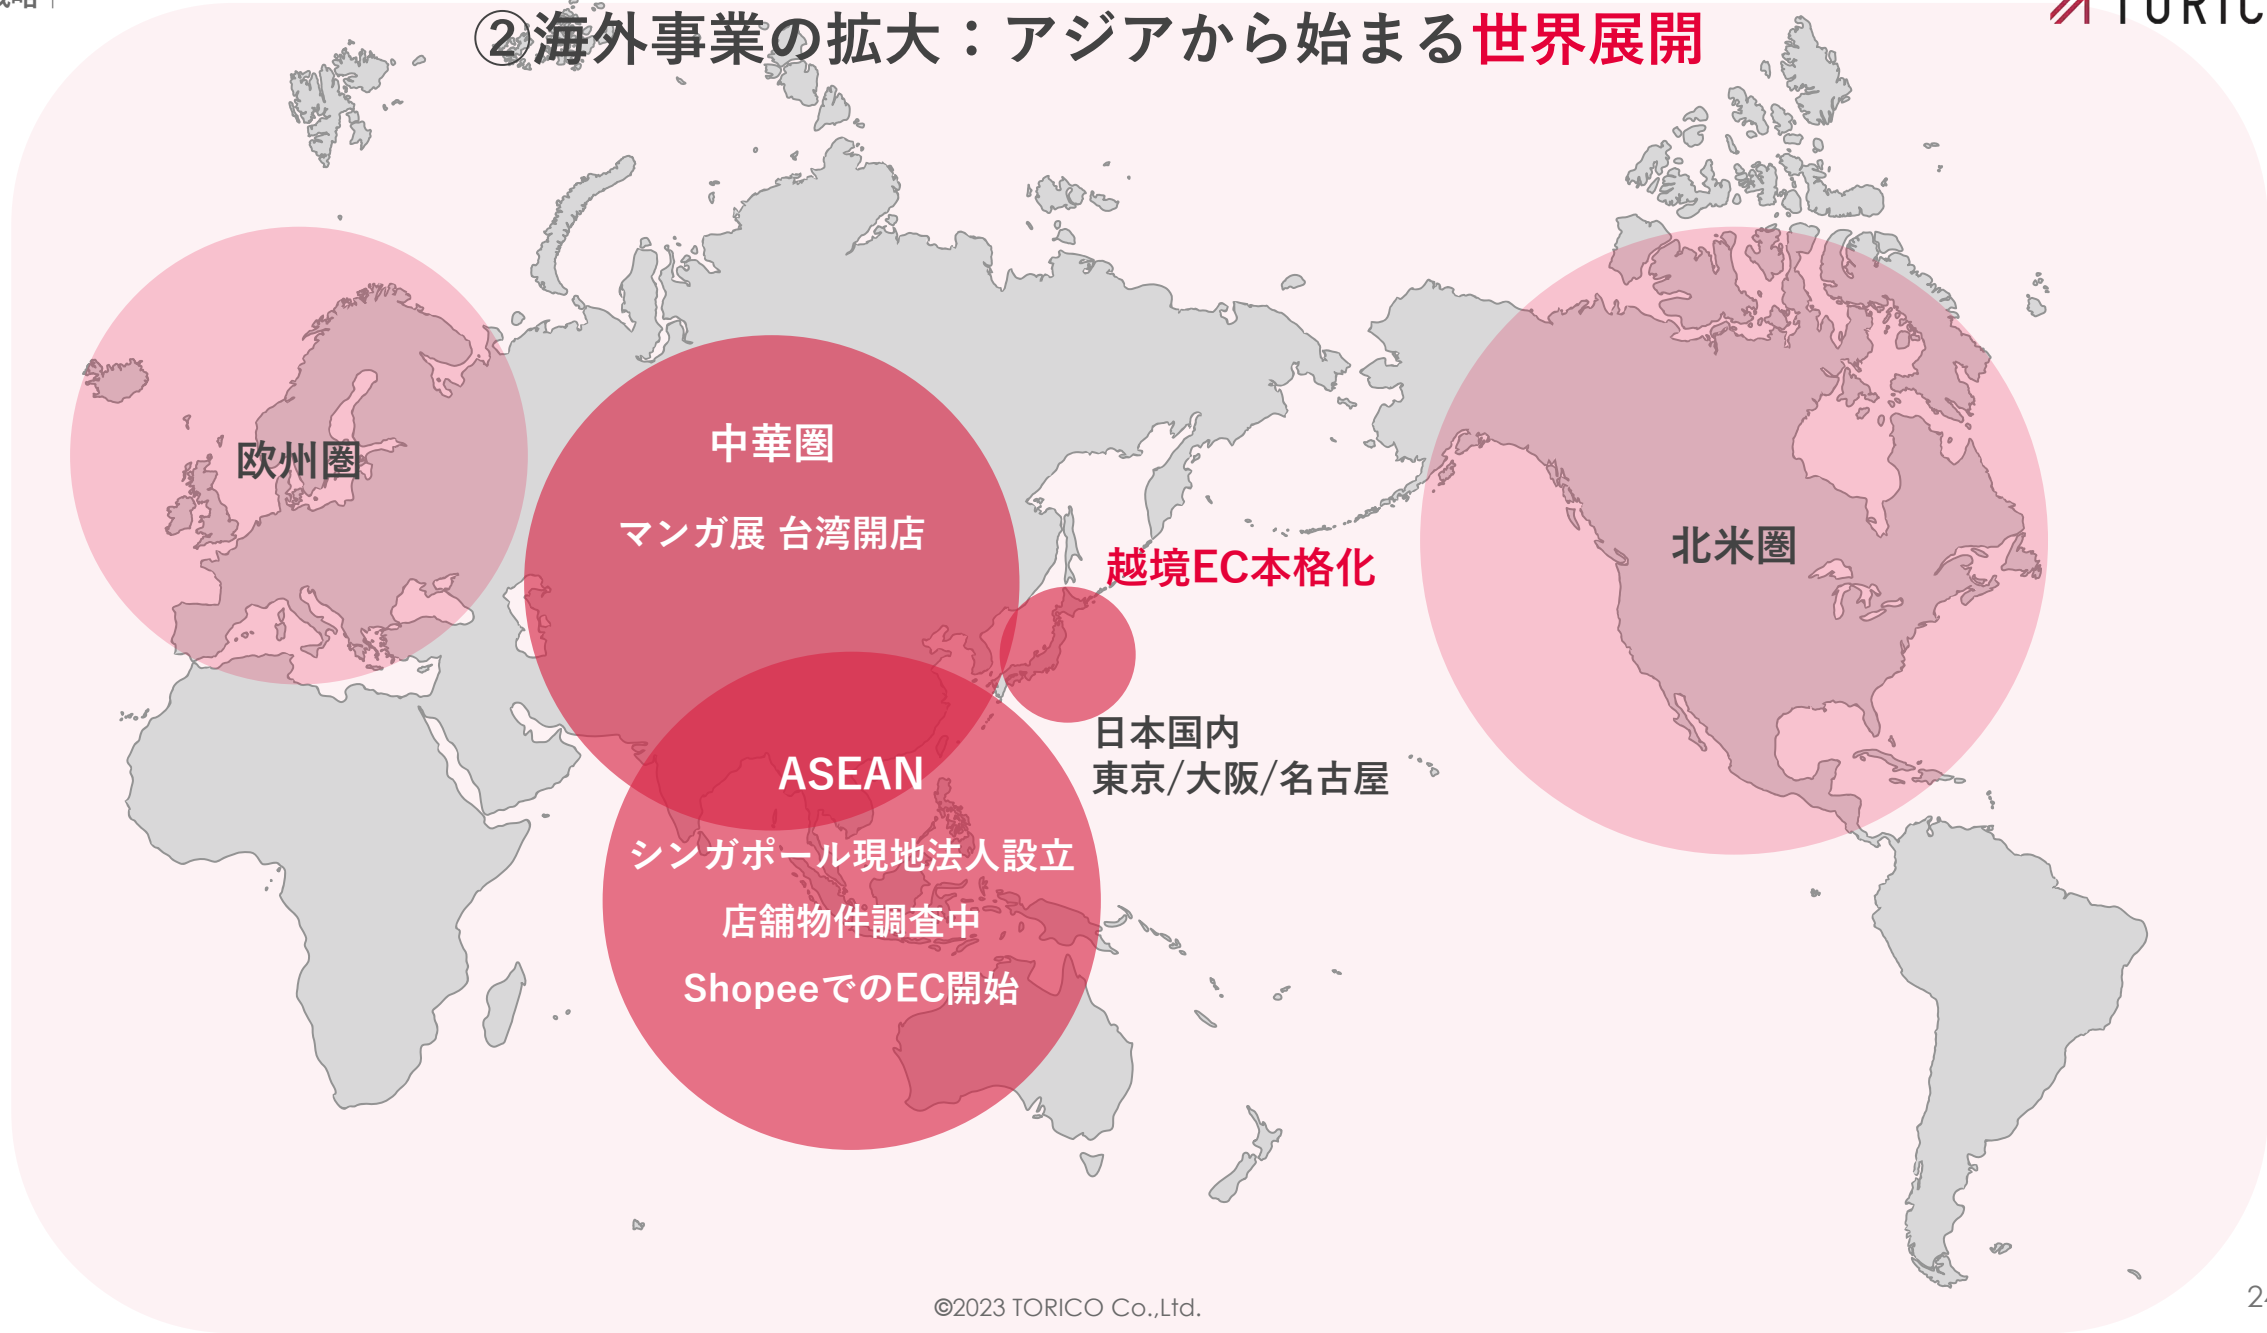 ②海外事業の拡大：アジアから始まる世界展開
欧州圏
中華圏
マンガ展 台湾開店
越境EC本格化
北米圏
日本国内
東京/大阪/名古屋
ASEAN
シンガポール現地法人設立
店舗物件調査中
ShopeeでのEC開始
©2023 TORICO Co.,Ltd.